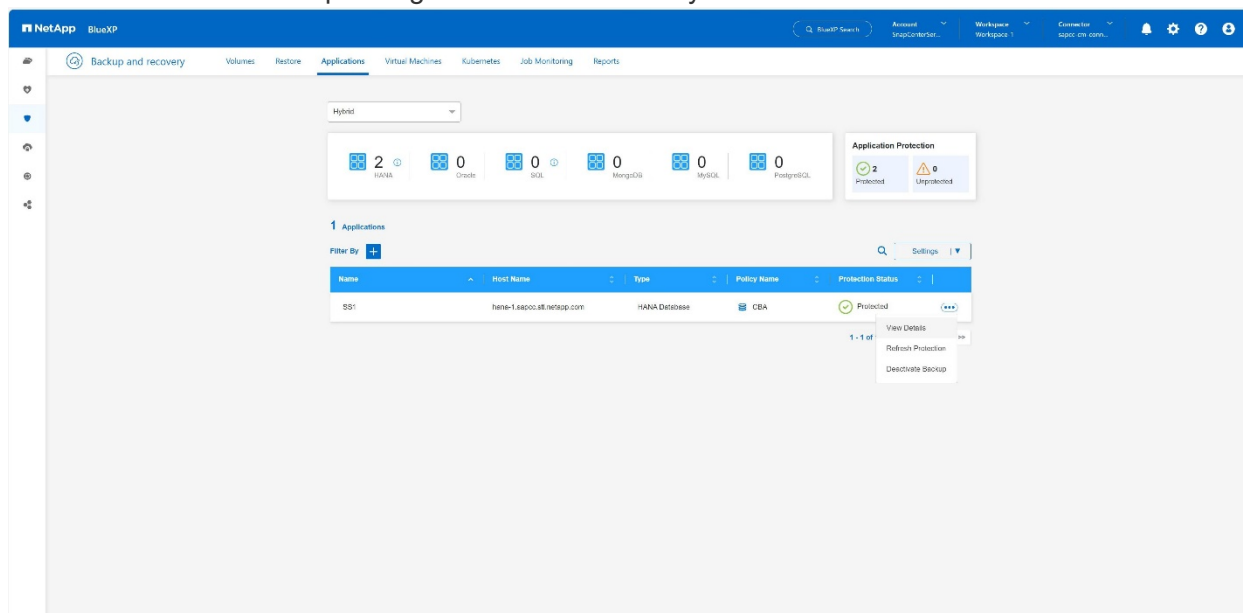 NetApp BlueXP
BlueXP Search
Account
SnapCenterSer...
Workspace
Workspace 1
Connector
sapcc-cm-conn...
Backup and recovery
Volumes Restore Applications Virtual Machines Kubernetes Job Monitoring Reports
Hybrid
2
HANA
0
Oracle
0
SQL
0
MongoDB
0
MySQL
0
PostgreSQL
Application Protection
2
Protected
0
Unprotected
1 Applications
Filter By
Settings
Name Host Name Type Policy Name Protection Status
SS1 hana-1.sapcc.stl.netapp.com HANA Database CBA Protected
View Details
1 - 1 of
Refresh Protection
Deactivate Backup